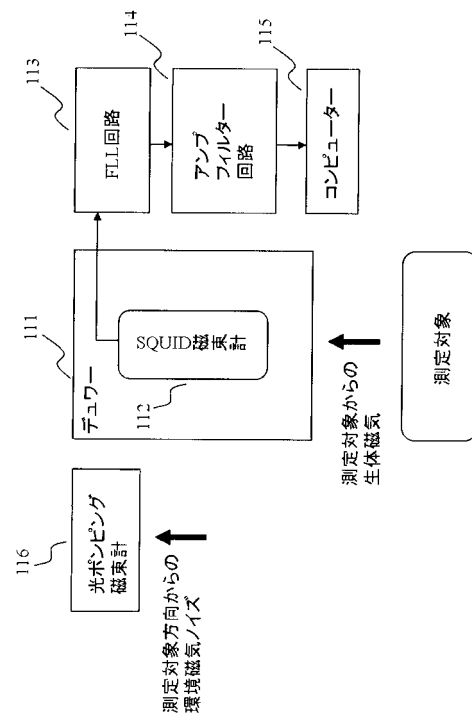 116
光ポンピング
磁束計
測定対象方向からの
環境磁気ノイズ
111
デュワー
SQUID磁束計
112
測定対象からの
生体磁気
測定対象
113
FLL回路
114
アンプ
フィルター
回路
115
コンピューター